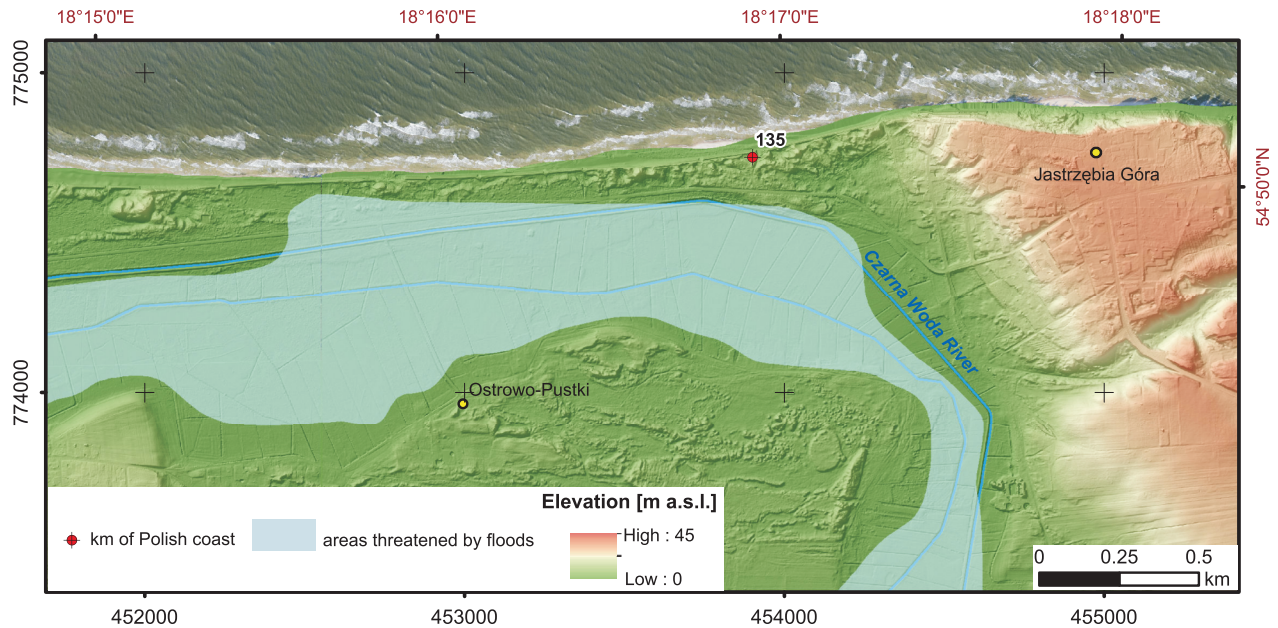 18°15'0"E
18°16'0"E
18°17'0"E
18°18'0"E
775000
135
Jastrzębia Góra
54°50'0"N
Czarna Woda River
774000
Ostrowo-Pustki
Elevation [m a.s.l.]
km of Polish coast
areas threatened by floods
High : 45
Low : 0
0 0.25 0.5
km
452000
453000
454000
455000